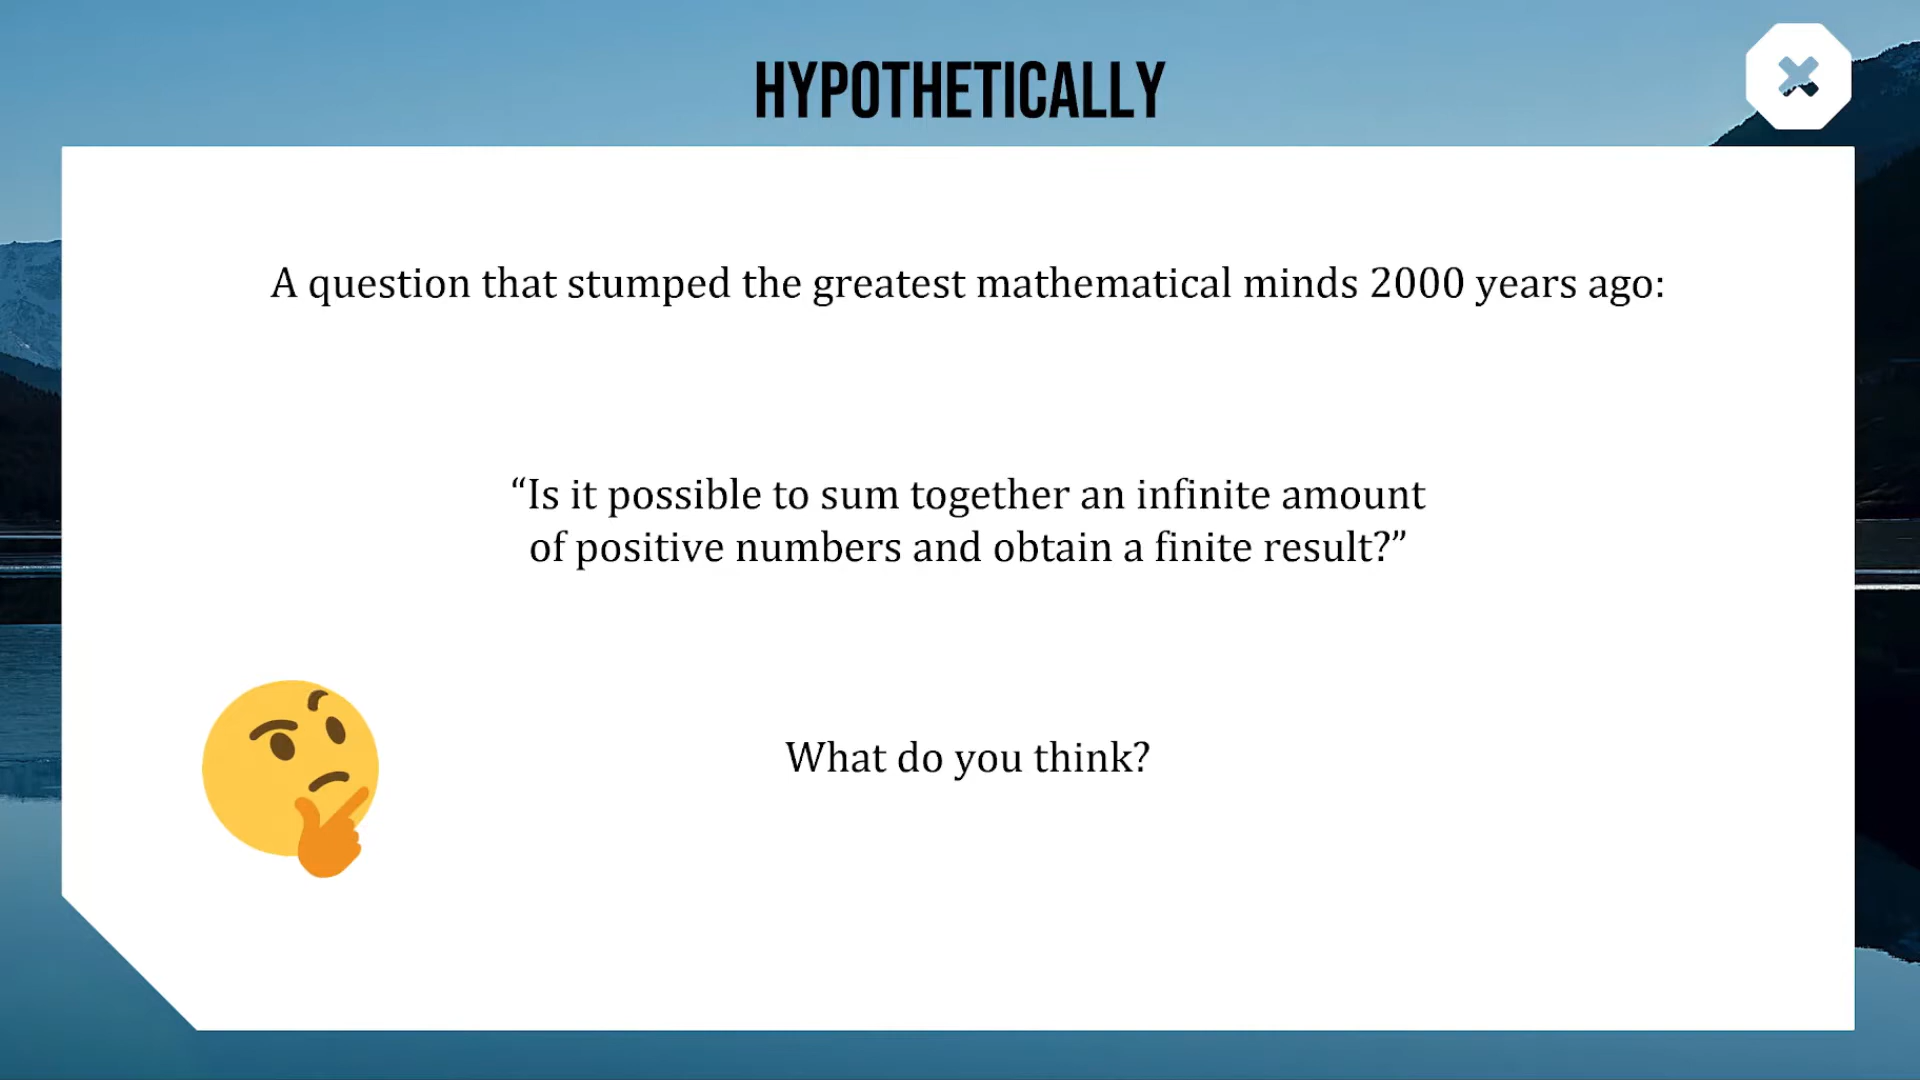 HYPOTHETICALLY
A question that stumped the greatest mathematical minds 2000 years ago:
“Is it possible to sum together an infinite amount
of positive numbers and obtain a finite result?”
What do you think?